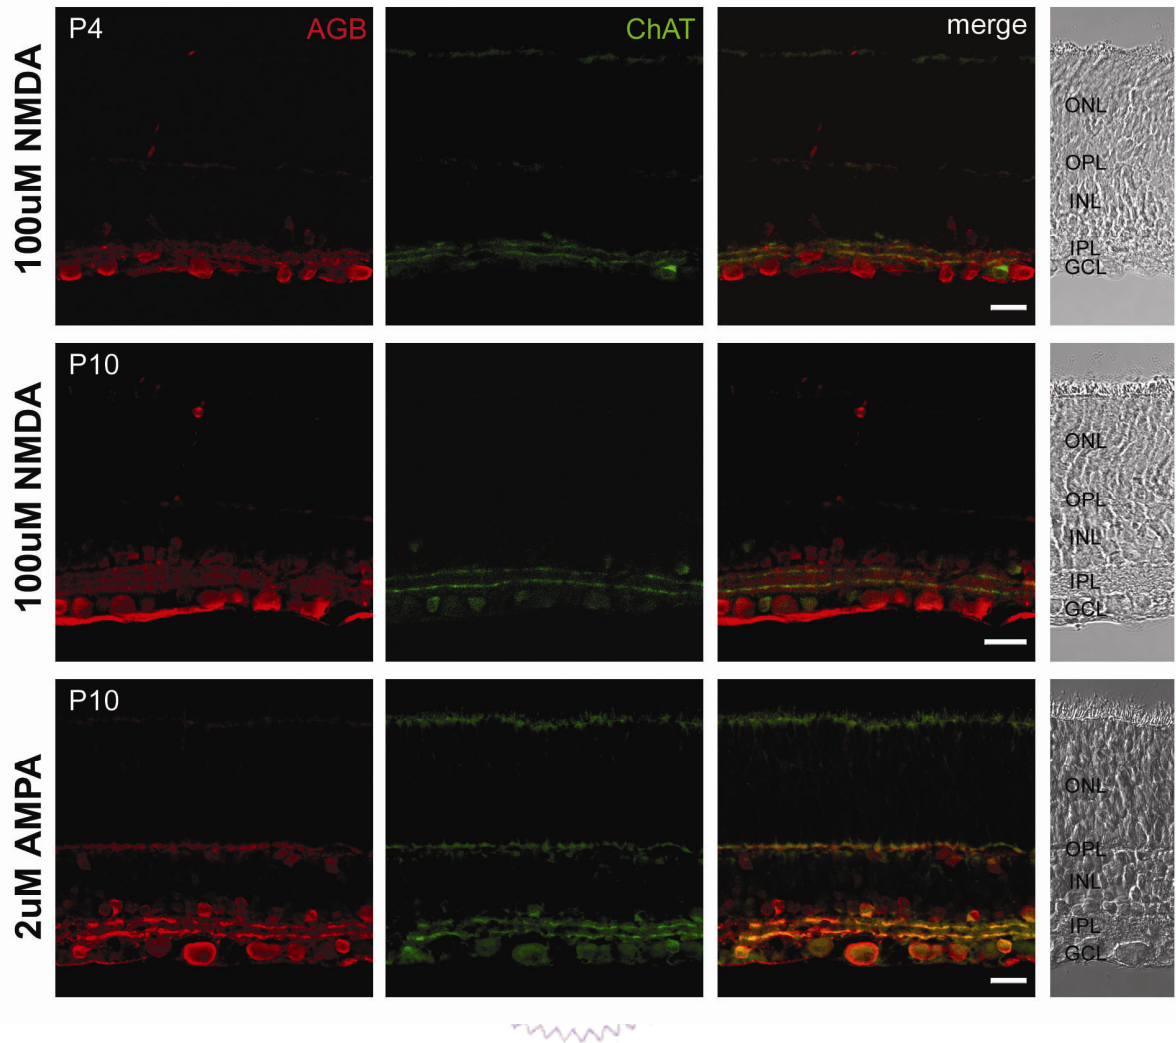 100uM NMDA
P4 AGB ChAT merge
ONL
OPL
INL
IPL
GCL
100uM NMDA
P10
ONL
OPL
INL
IPL
GCL
2uM AMPA
P10
ONL
OPL
INL
IPL
GCL